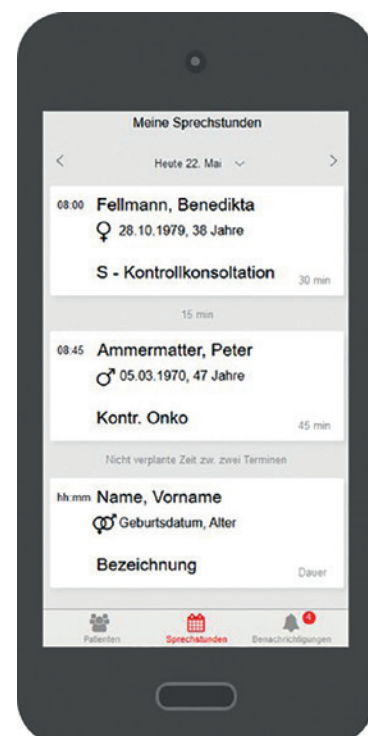 Meine Sprechstunden
Heute 22. Mai
08:00 Fellmann, Benedikta
28.10.1979, 38 Jahre
S - Kontrollkonsoltation 30 min
15 min
08:45 Ammermatter, Peter
05.03.1970, 47 Jahre
Kontr. Onko 45 min
Nicht verplante Zeit zw. zwei Terminen
hh:mm Name, Vorname
Geburtsdatum, Alter
Bezeichnung Dauer
4
Patienten Sprechstunden Benachrichtigungen